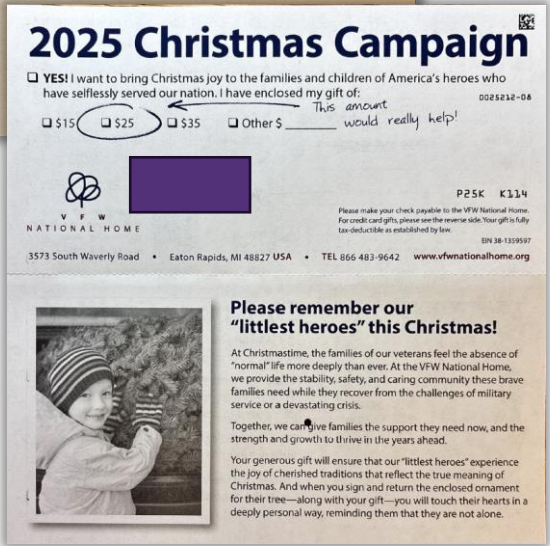 2025 Christmas Campaign
❏ YES! I want to bring Christmas joy to the families and children of America's heroes who
have selflessly served our nation. I have enclosed my gift of:
0025212-08
This amount
❏ $15 ❏ $25 ❏ $35 ❏ Other $ ______ would really help!
P25K K114
V F W
NATIONAL HOME
Please make your check payable to the VFW National Home.
For credit card gifts, please see the reverse side. Your gift is fully
tax-deductible as established by law.
EIN 38-1359597
3573 South Waverly Road • Eaton Rapids, MI 48827 USA • TEL 866 483-9642 www.vfwnationalhome.org
Please remember our
"littlest heroes" this Christmas!
At Christmastime, the families of our veterans feel the absence of
"normal" life more deeply than ever. At the VFW National Home,
we provide the stability, safety, and caring community these brave
families need while they recover from the challenges of military
service or a devastating crisis.
Together, we can give families the support they need now, and the
strength and growth to thrive in the years ahead.
Your generous gift will ensure that our "littlest heroes" experience
the joy of cherished traditions that reflect the true meaning of
Christmas. And when you sign and return the enclosed ornament
for their tree—along with your gift—you will touch their hearts in a
deeply personal way, reminding them that they are not alone.